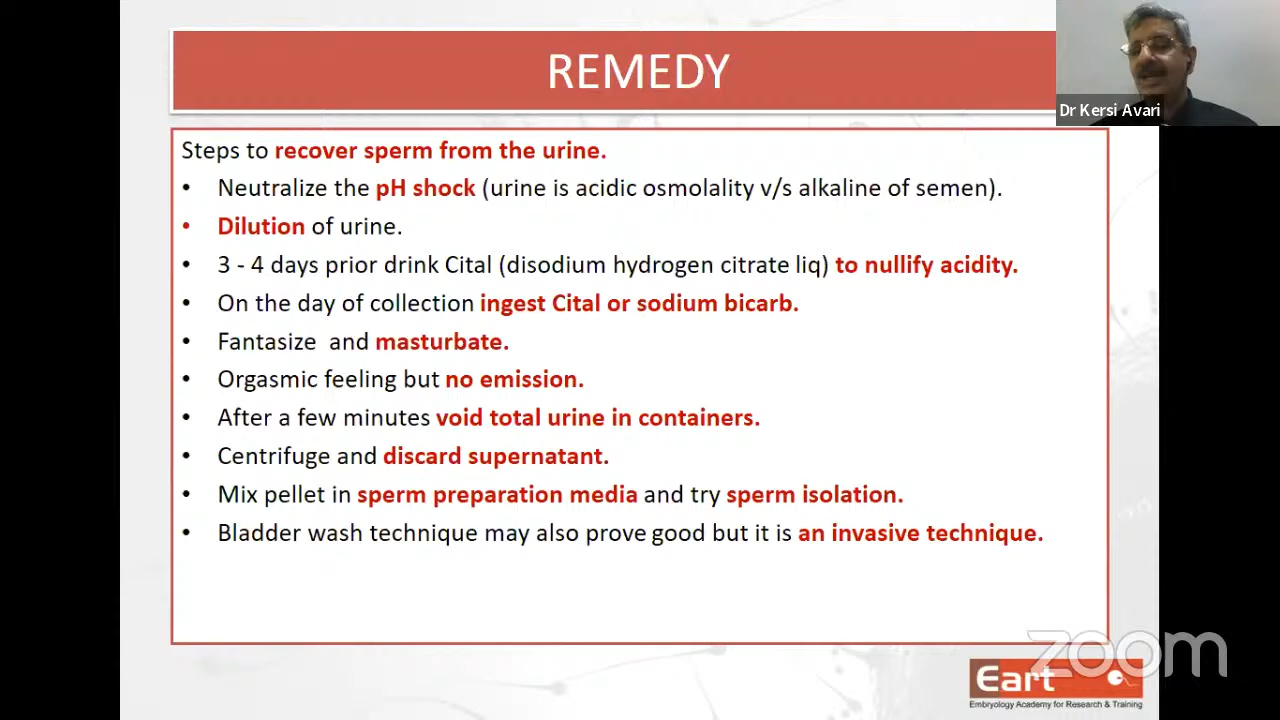 REMEDY
Dr Kersi Avari
Steps to recover sperm from the urine.
• Neutralize the pH shock (urine is acidic osmolality v/s alkaline of semen).
• Dilution of urine.
• 3 - 4 days prior drink Cital (disodium hydrogen citrate liq) to nullify acidity.
• On the day of collection ingest Cital or sodium bicarb.
• Fantasize and masturbate.
• Orgasmic feeling but no emission.
• After a few minutes void total urine in containers.
• Centrifuge and discard supernatant.
• Mix pellet in sperm preparation media and try sperm isolation.
• Bladder wash technique may also prove good but it is an invasive technique.
zoom
Eart
Embryology Academy for Research & Training